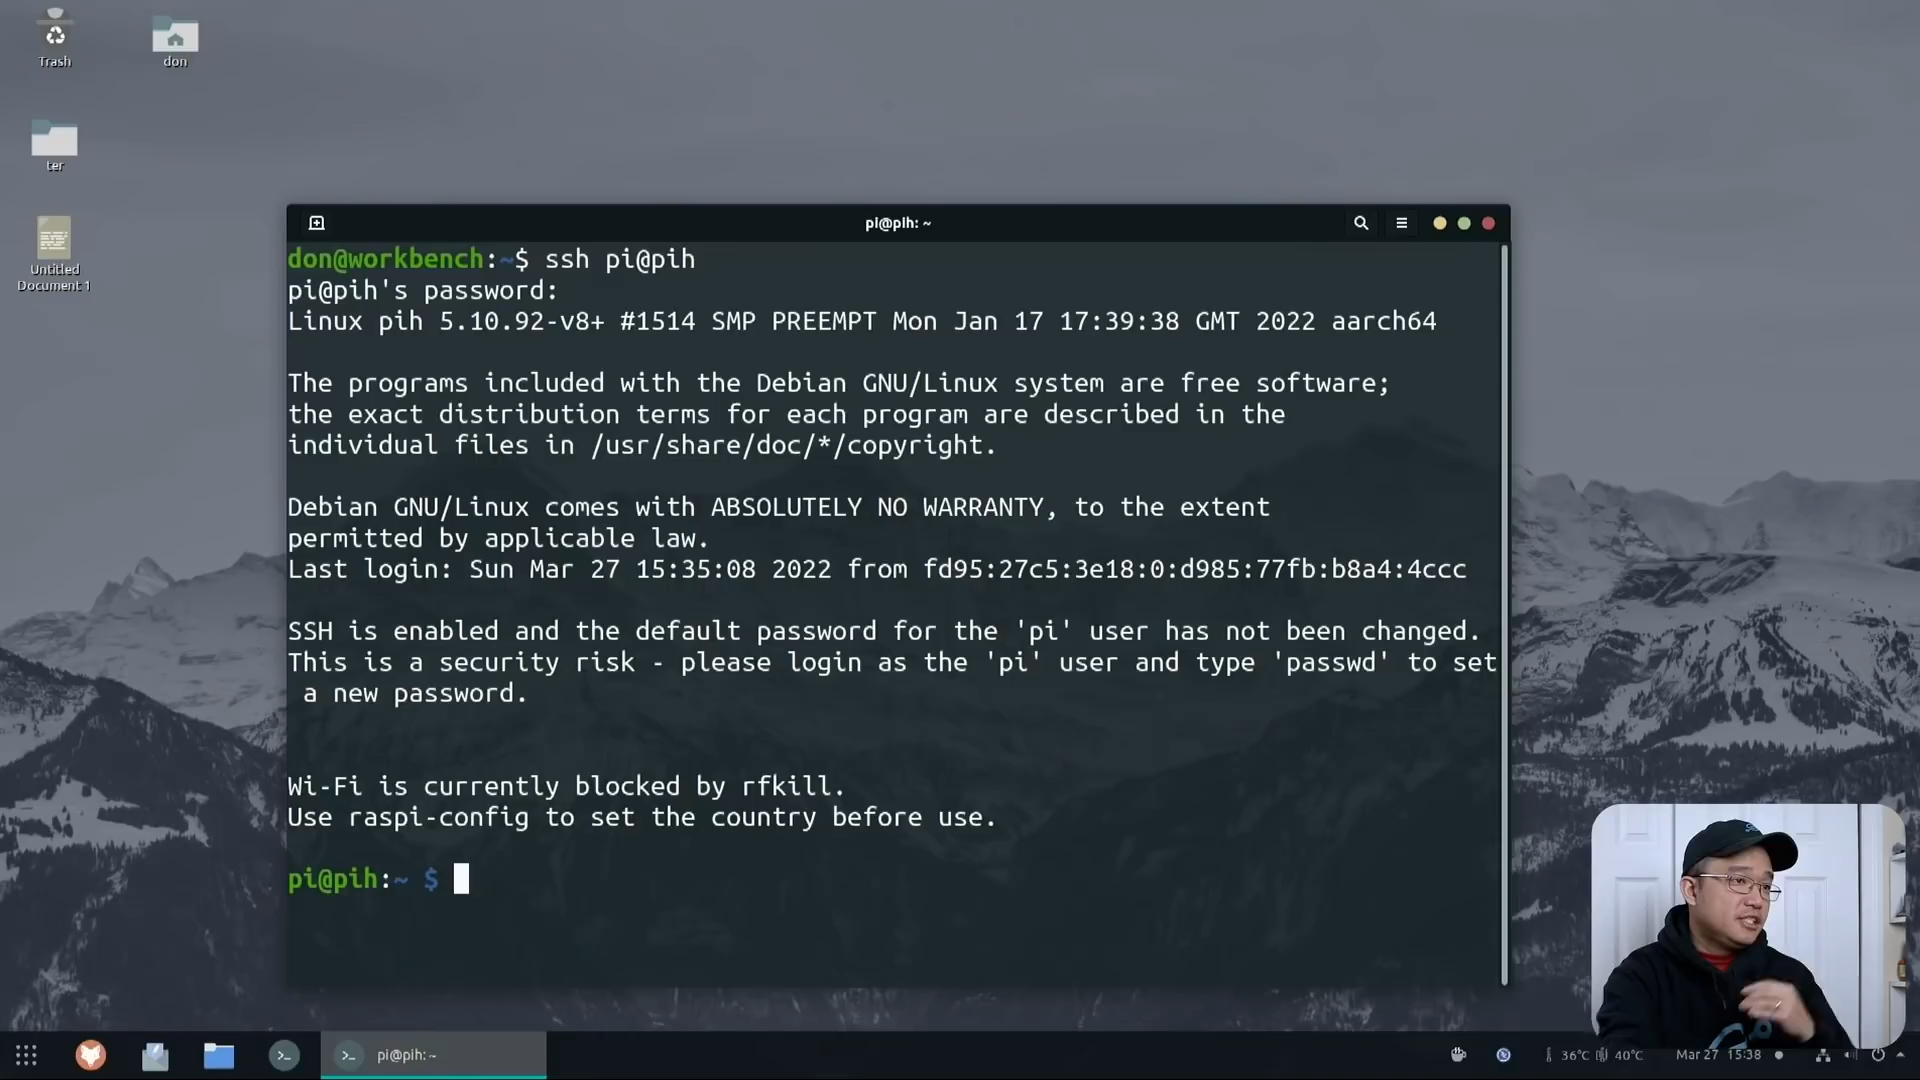 Trash
don
ter
Untitled
Document 1
pi@pih: ~
don@workbench:~$ ssh pi@pih
pi@pih's password:
Linux pih 5.10.92-v8+ #1514 SMP PREEMPT Mon Jan 17 17:39:38 GMT 2022 aarch64
The programs included with the Debian GNU/Linux system are free software;
the exact distribution terms for each program are described in the
individual files in /usr/share/doc/*/copyright.
Debian GNU/Linux comes with ABSOLUTELY NO WARRANTY, to the extent
permitted by applicable law.
Last login: Sun Mar 27 15:35:08 2022 from fd95:27c5:3e18:0:d985:77fb:b8a4:4ccc
SSH is enabled and the default password for the 'pi' user has not been changed.
This is a security risk - please login as the 'pi' user and type 'passwd' to set
 a new password.
Wi-Fi is currently blocked by rfkill.
Use raspi-config to set the country before use.
pi@pih:~ $
pi@pih: ~
36°C 40°C Mar 27 15:38